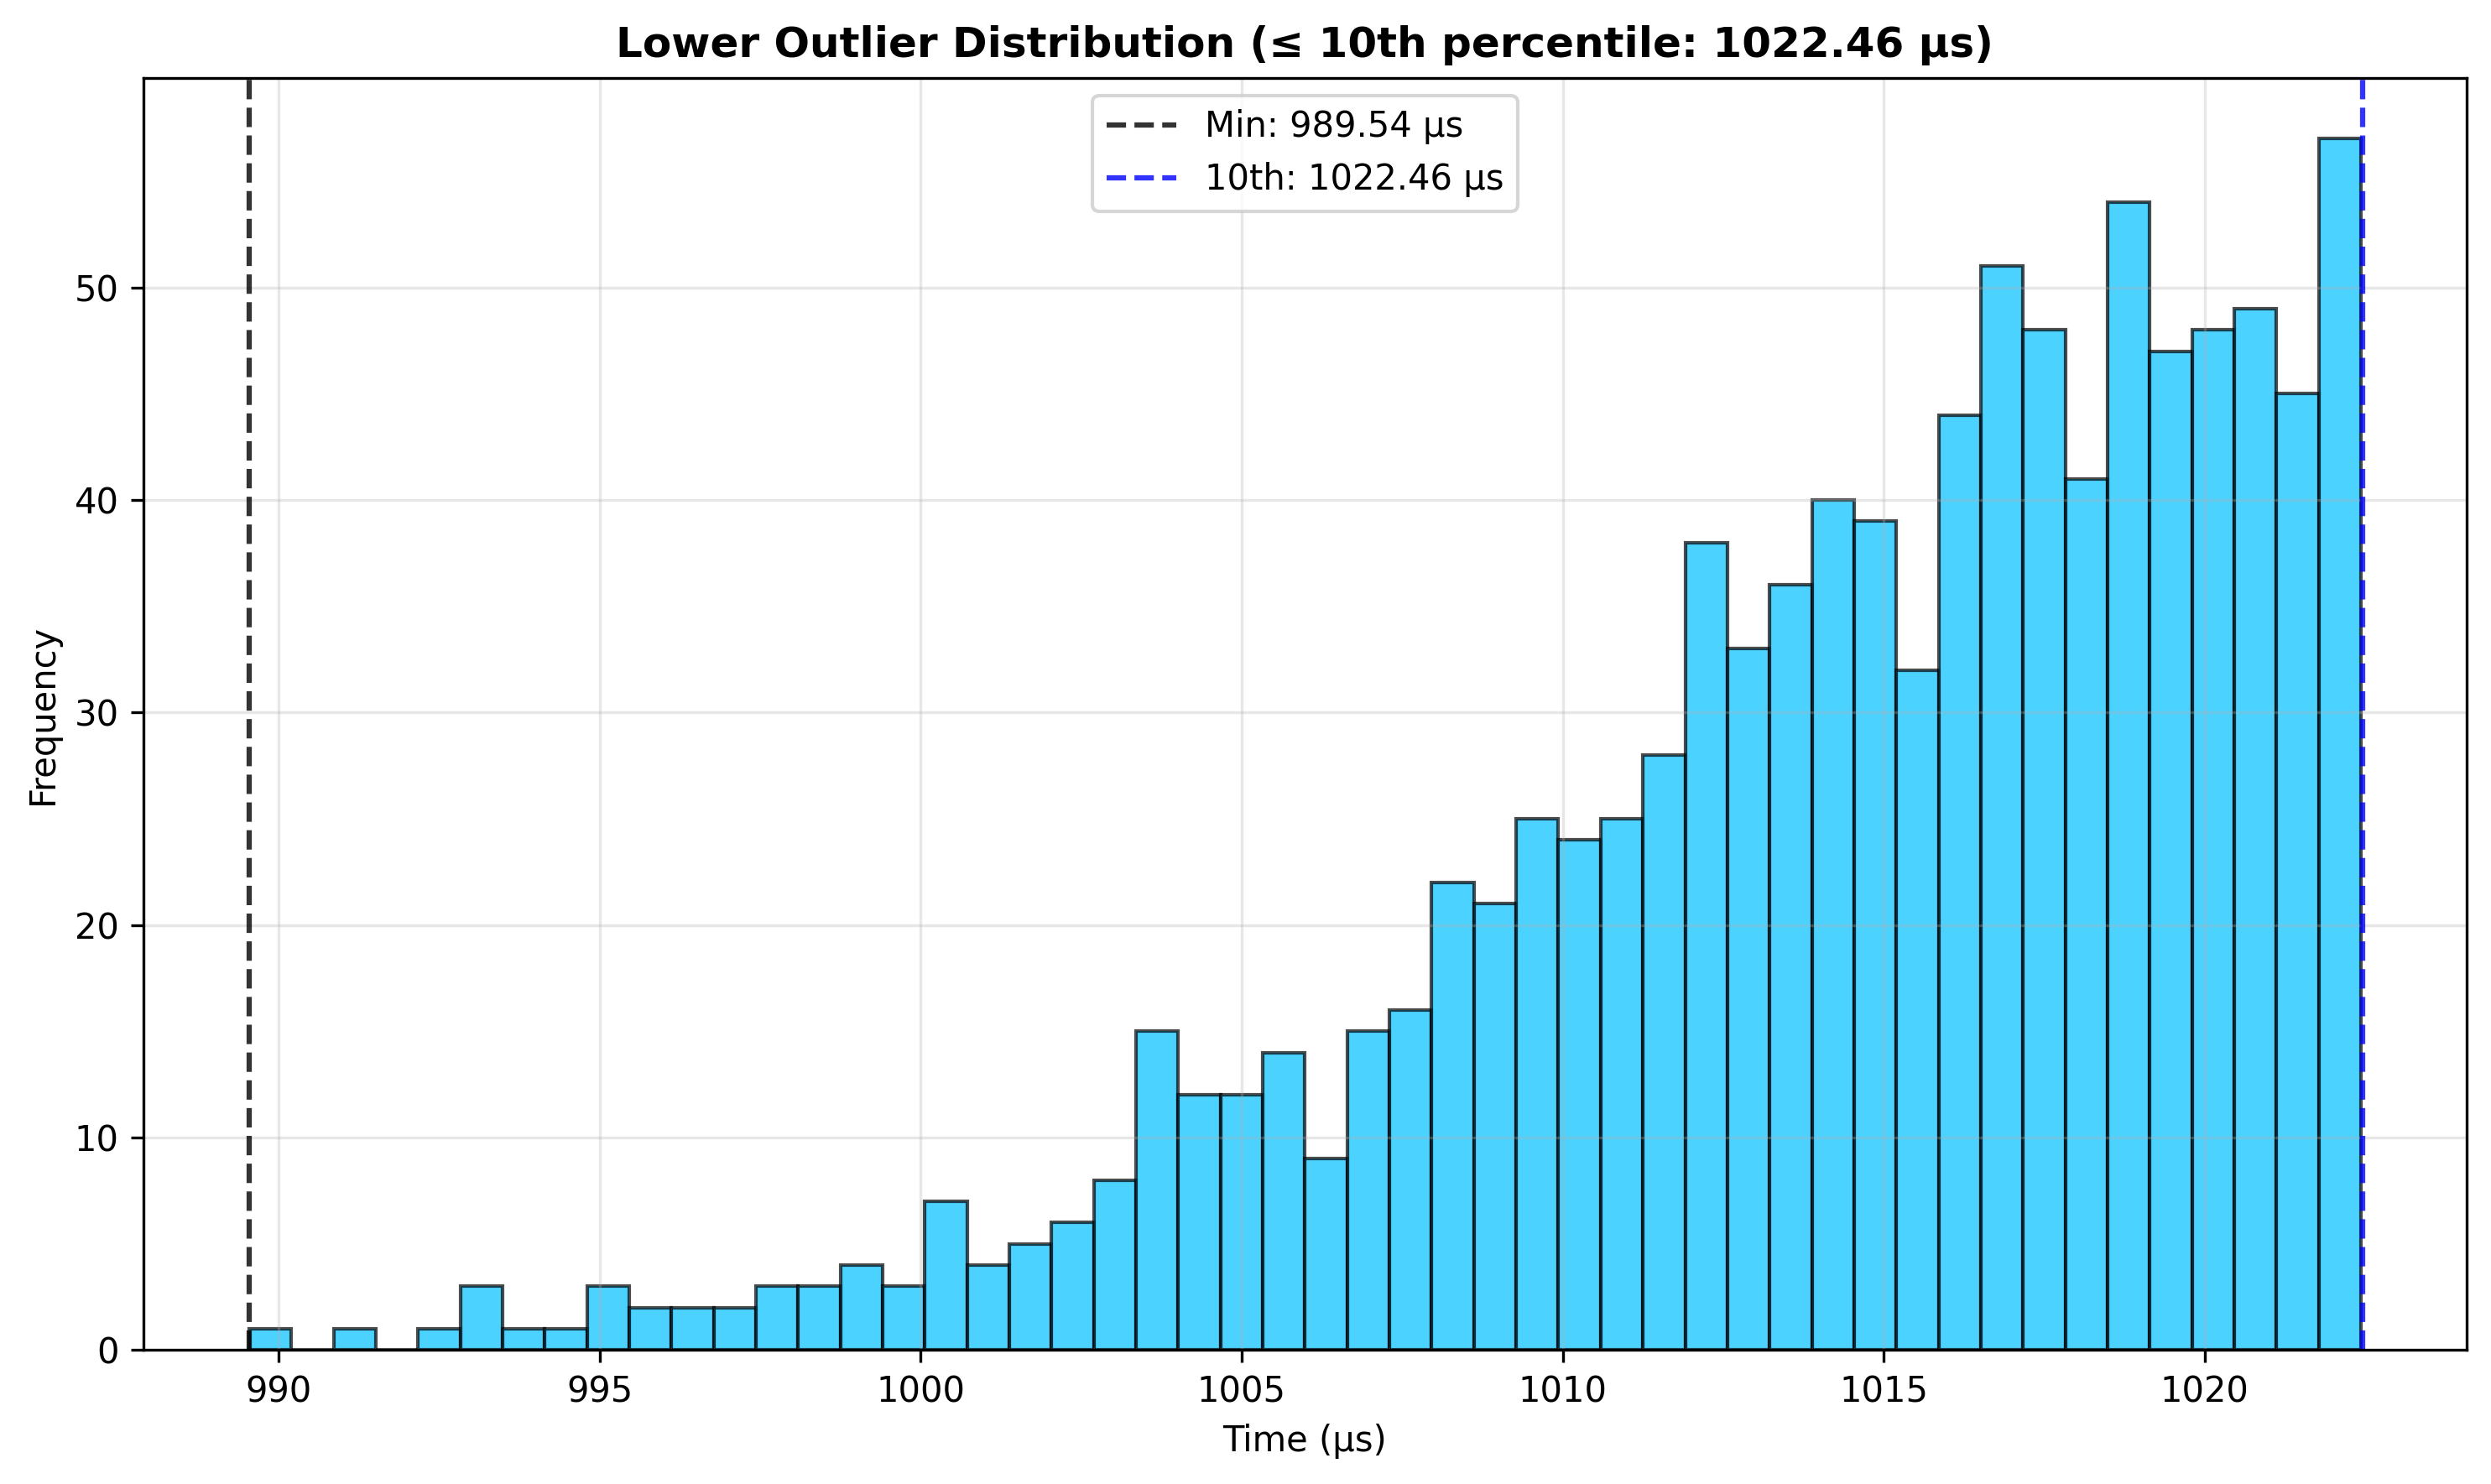 Lower Outlier Distribution (≤ 10th percentile: 1022.46 µs)
Min: 989.54 µs
10th: 1022.46 µs
Frequency
50
40
30
20
10
0
990 995 1000 1005 1010 1015 1020
Time (µs)